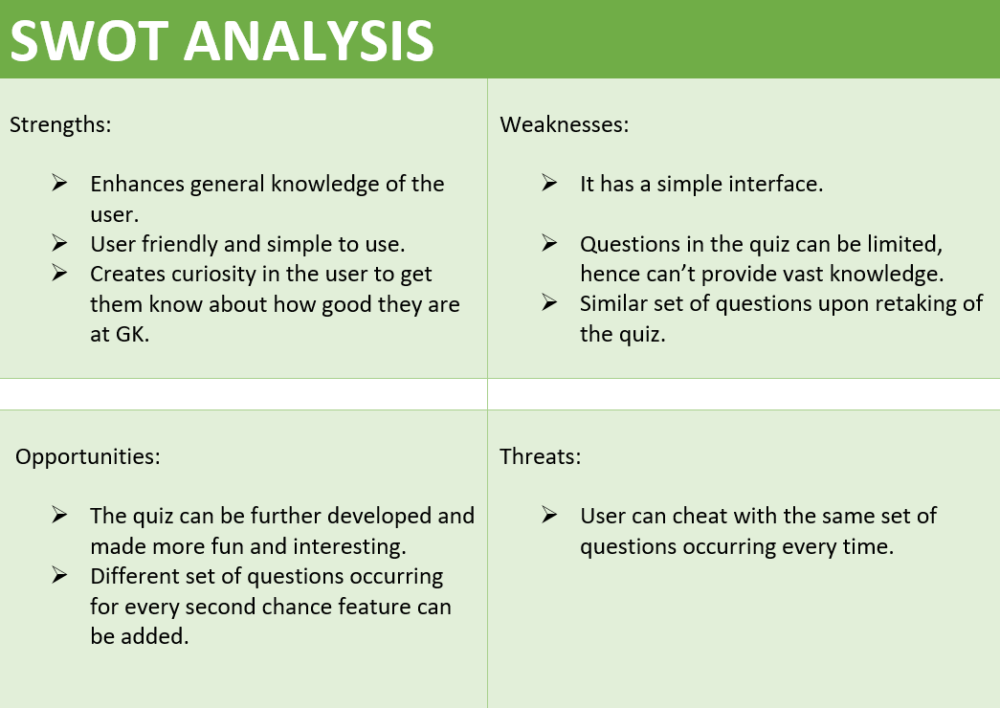 SWOT ANALYSIS
Strengths:
➢ Enhances general knowledge of the
user.
➢ User friendly and simple to use.
➢ Creates curiosity in the user to get
them know about how good they are
at GK.
Weaknesses:
➢ It has a simple interface.
➢ Questions in the quiz can be limited,
hence can’t provide vast knowledge.
➢ Similar set of questions upon retaking of
the quiz.
Opportunities:
➢ The quiz can be further developed and
made more fun and interesting.
➢ Different set of questions occurring
for every second chance feature can
be added.
Threats:
➢ User can cheat with the same set of
questions occurring every time.